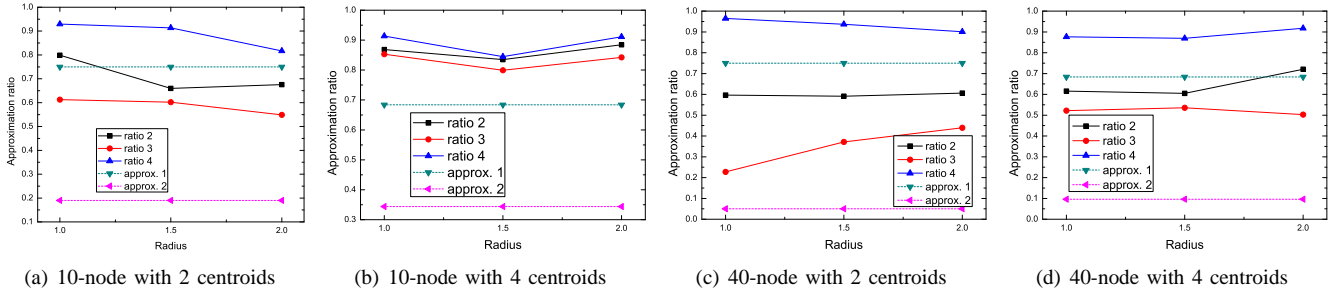 Approximation ratio
1.0
0.9
0.8
0.7
0.6
0.5
0.4
0.3
0.2
0.1
ratio 2
ratio 3
ratio 4
approx. 1
approx. 2
1.0 1.5 2.0
Radius
(a) 10-node with 2 centroids
Approximation ratio
1.0
0.9
0.8
0.7
0.6
0.5
0.4
0.3
ratio 2
ratio 3
ratio 4
approx. 1
approx. 2
1.0 1.5 2.0
Radius
(b) 10-node with 4 centroids
Approximation ratio
1.0
0.9
0.8
0.7
0.6
0.5
0.4
0.3
0.2
0.1
0.0
ratio 2
ratio 3
ratio 4
approx. 1
approx. 2
1.0 1.5 2.0
Radius
(c) 40-node with 2 centroids
Approximation ratio
1.0
0.9
0.8
0.7
0.6
0.5
0.4
0.3
0.2
0.1
0.0
ratio 2
ratio 3
ratio 4
approx. 1
approx. 2
1.0 1.5 2.0
Radius
(d) 40-node with 4 centroids